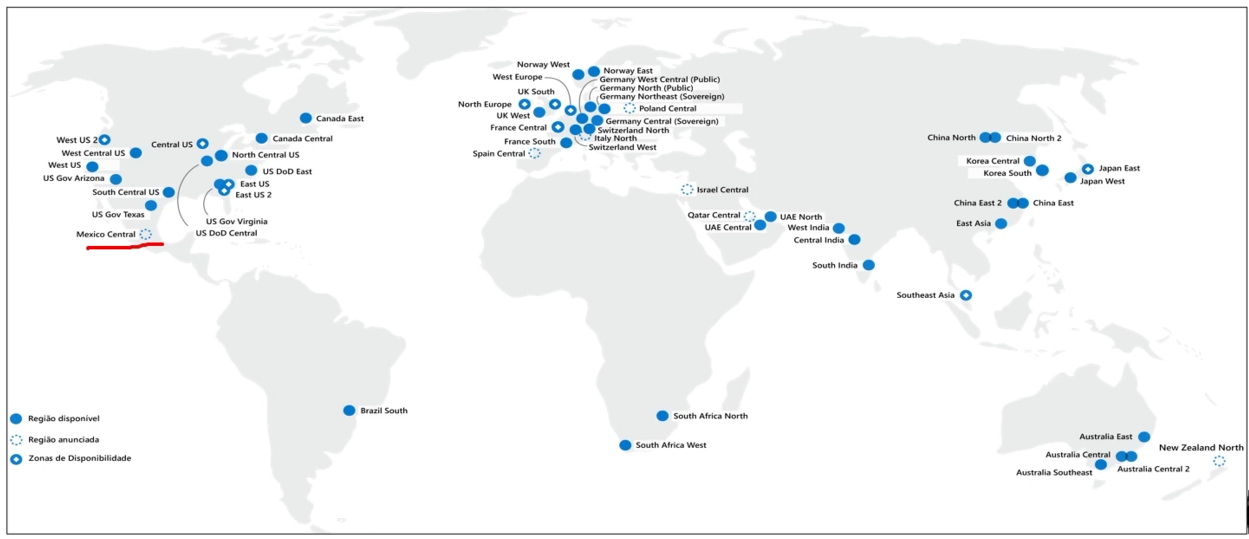 Norway West
Norway East
West Europe
Germany West Central (Public)
Germany North (Public)
Germany Northeast (Sovereign)
UK South
North Europe
Poland Central
UK West
Germany Central (Sovereign)
France Central
Switzerland North
Italy North
France South
Switzerland West
Spain Central
Canada East
West US 2
Central US
Canada Central
West Central US
North Central US
West US
US DoD East
US Gov Arizona
East US
South Central US
East US 2
US Gov Texas
US Gov Virginia
Mexico Central
US DoD Central
China North
China North 2
Korea Central
Korea South
Japan East
Japan West
Israel Central
China East 2
China East
Qatar Central
UAE North
UAE Central
West India
East Asia
Central India
South India
Southeast Asia
Brazil South
South Africa North
South Africa West
Região disponível
Região anunciada
Zonas de Disponibilidade
Australia East
New Zealand North
Australia Central
Australia Central 2
Australia Southeast